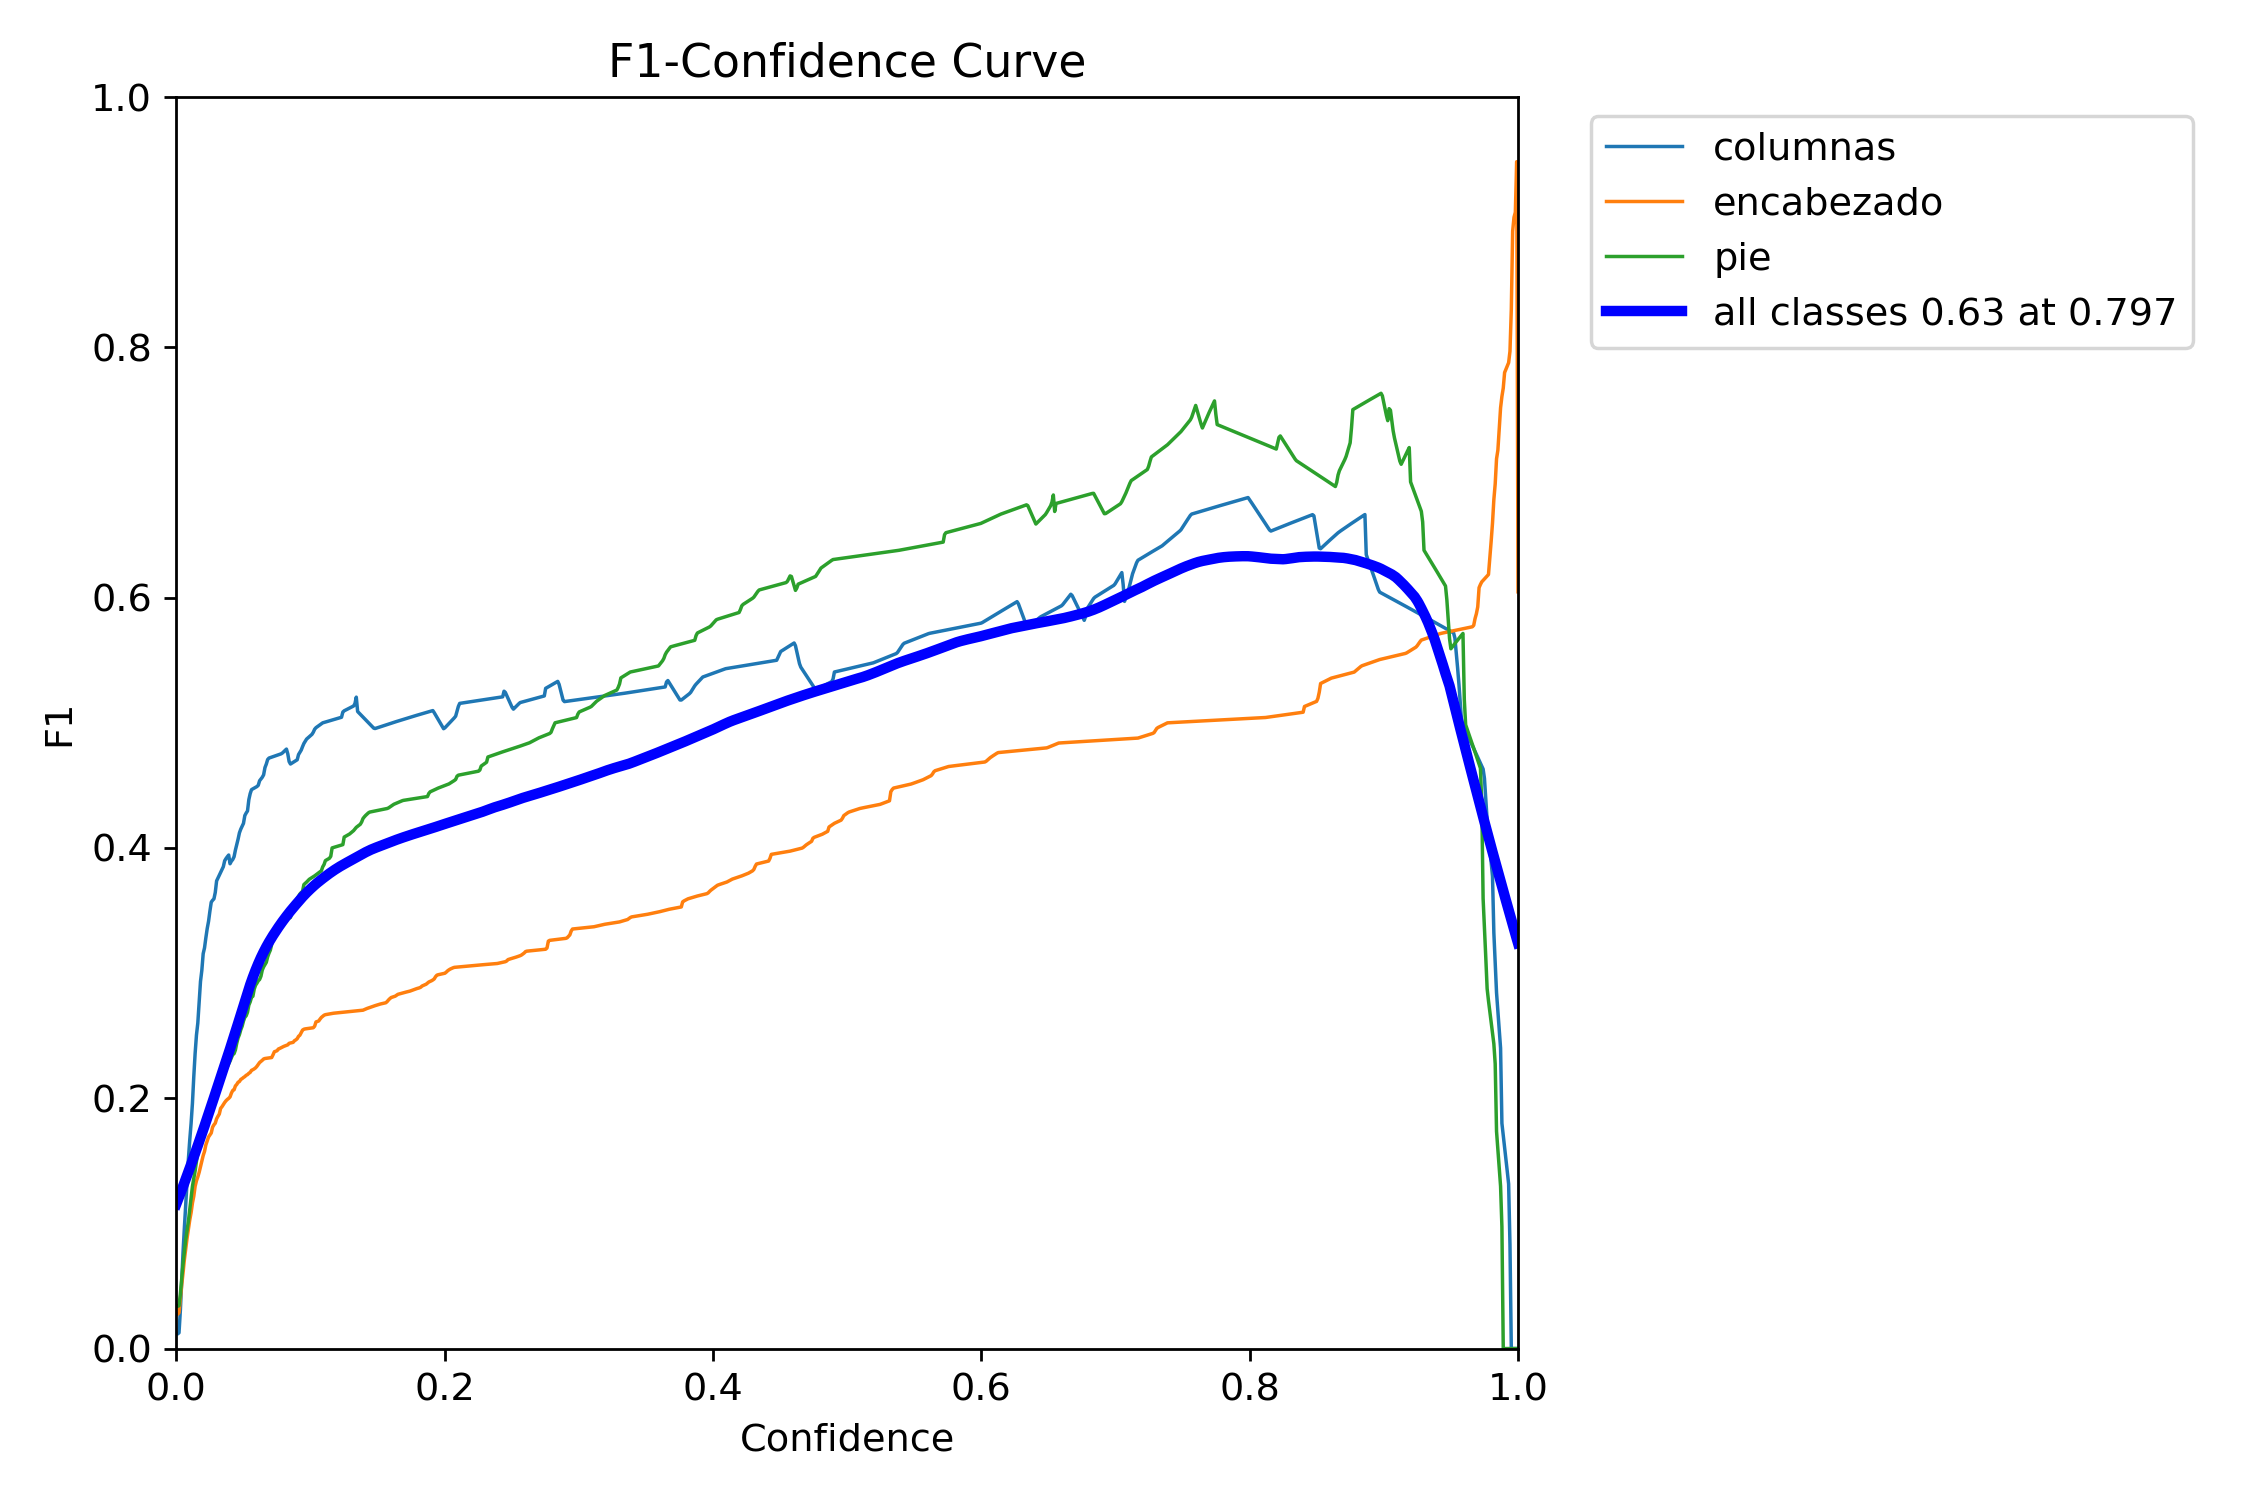 F1-Confidence Curve
1.0
0.8
0.6
0.4
0.2
0.0
F1
0.0 0.2 0.4 0.6 0.8 1.0
Confidence
columnas
encabezado
pie
all classes 0.63 at 0.797